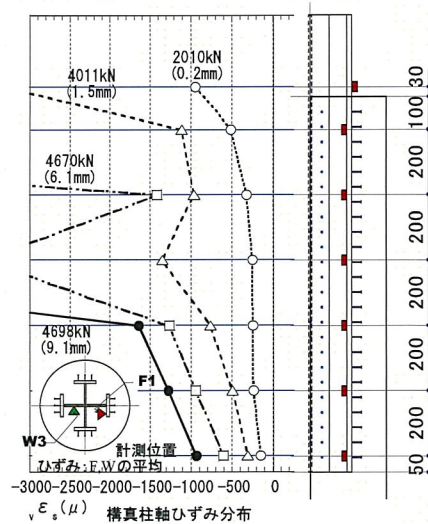 2010kN
(0.2mm)
4011kN
(1.5mm)
4670kN
(6.1mm)
4698kN
(9.1mm)
F1
W3
計測位置
ひずみ:F,Wの平均
-3000 -2500 -2000 -1500 -1000 -500 0
vεs(μ) 構真柱軸ひずみ分布
30
100
200
200
200
200
200
50